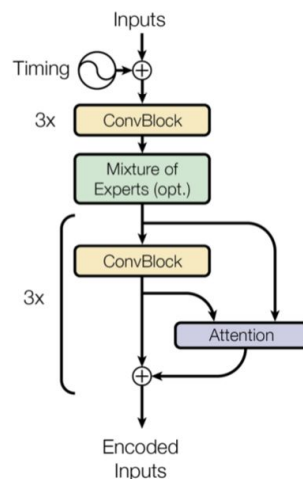 Inputs
Timing
3x
ConvBlock
Mixture of
Experts (opt.)
3x
ConvBlock
Attention
Encoded
Inputs